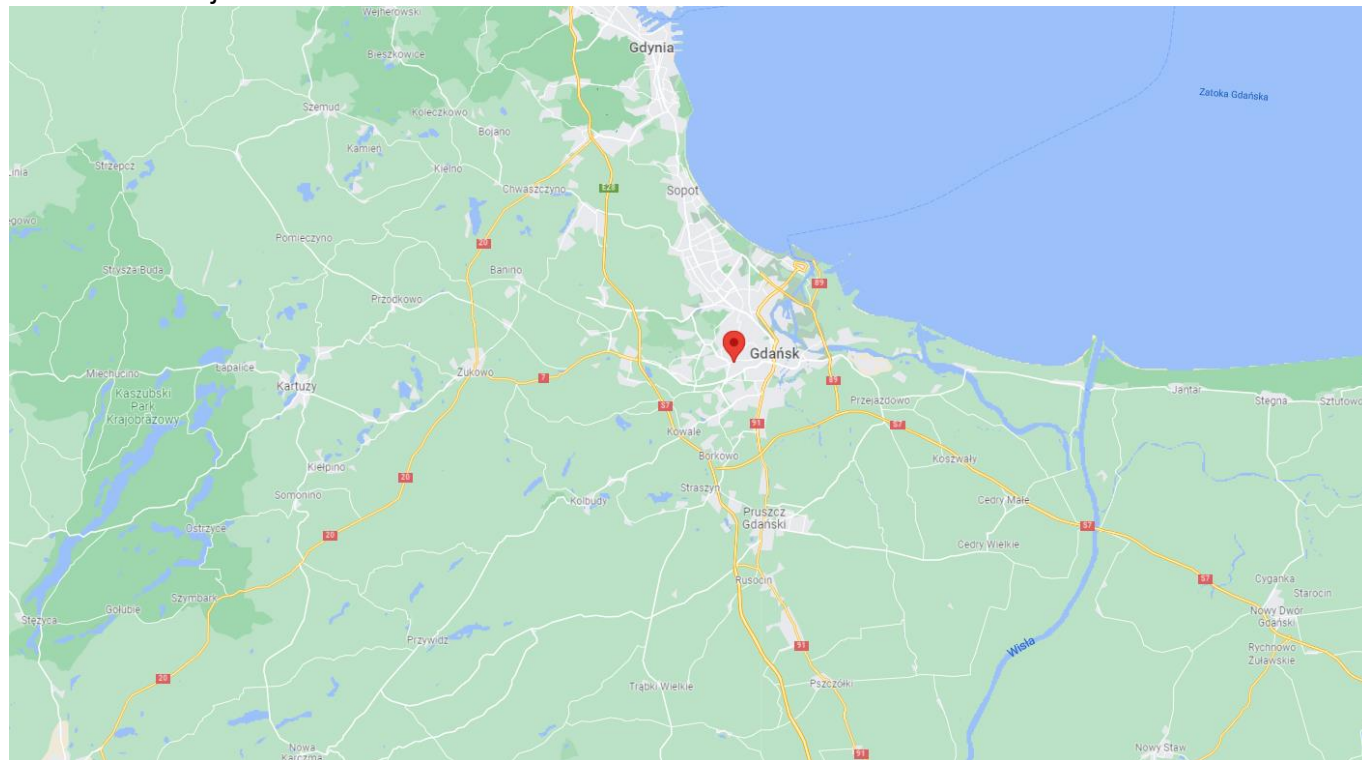 Wejherowski
Gdynia
Bieszkowice
Zatoka Gdańska
Szemud
Koleczkowo
Bojano
Kamień
Strzepcz
Kielno
Chwaszczyno
E28
Sopot
Pomieczyno
20
Strysza Buda
Banino
89
Przodkowo
Gdańsk
Miechucino
Łapalice
Żukowo
7
89
Kartuzy
Jantar
Kaszubski
Park
Krajobrazowy
Przejazdowo
Stegna
Sztutowo
S7
91
S7
Kowale
Borkowo
Koszwały
Kiełpino
20
Straszyn
Somonino
Kolbudy
Cedry Małe
Pruszcz
Gdański
Ostrzyce
20
S7
Cedry Wielkie
Rusocin
S7
Cyganka
Starocin
Szymbark
Gołubie
Stężyca
Nowy Dwór
Gdański
Przywidz
91
Wisła
Rychnowo
Żuławskie
20
Trąbki Wielkie
Pszczółki
Nowa
Karczma
91
Nowy Staw